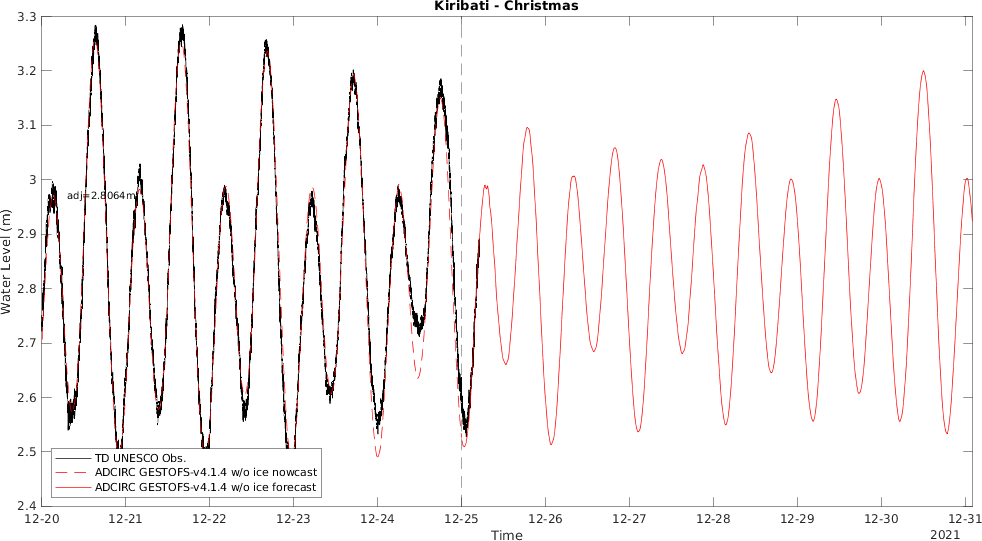 Kiribati - Christmas
3.3
3.2
3.1
3
2.9
2.8
2.7
2.6
2.5
2.4
Water Level (m)
adj=2.8064m
TD UNESCO Obs.
ADCIRC GESTOFS-v4.1.4 w/o ice nowcast
ADCIRC GESTOFS-v4.1.4 w/o ice forecast
12-20 12-21 12-22 12-23 12-24 12-25 12-26 12-27 12-28 12-29 12-30 12-31
Time
2021